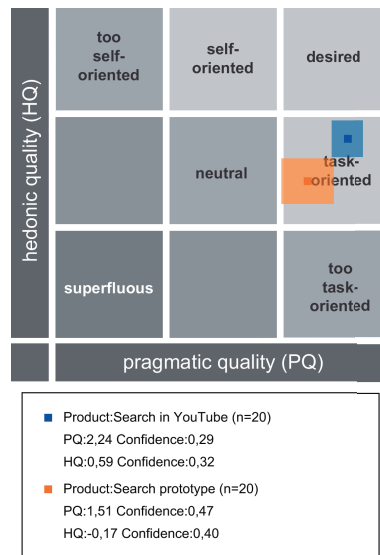 too
self-
oriented
self-
oriented
desired
hedonic quality (HQ)
neutral
task-
oriented
superfluous
too
task-
oriented
pragmatic quality (PQ)
Product:Search in YouTube (n=20)
PQ:2,24 Confidence:0,29
HQ:0,59 Confidence:0,32
Product:Search prototype (n=20)
PQ:1,51 Confidence:0,47
HQ:-0,17 Confidence:0,40